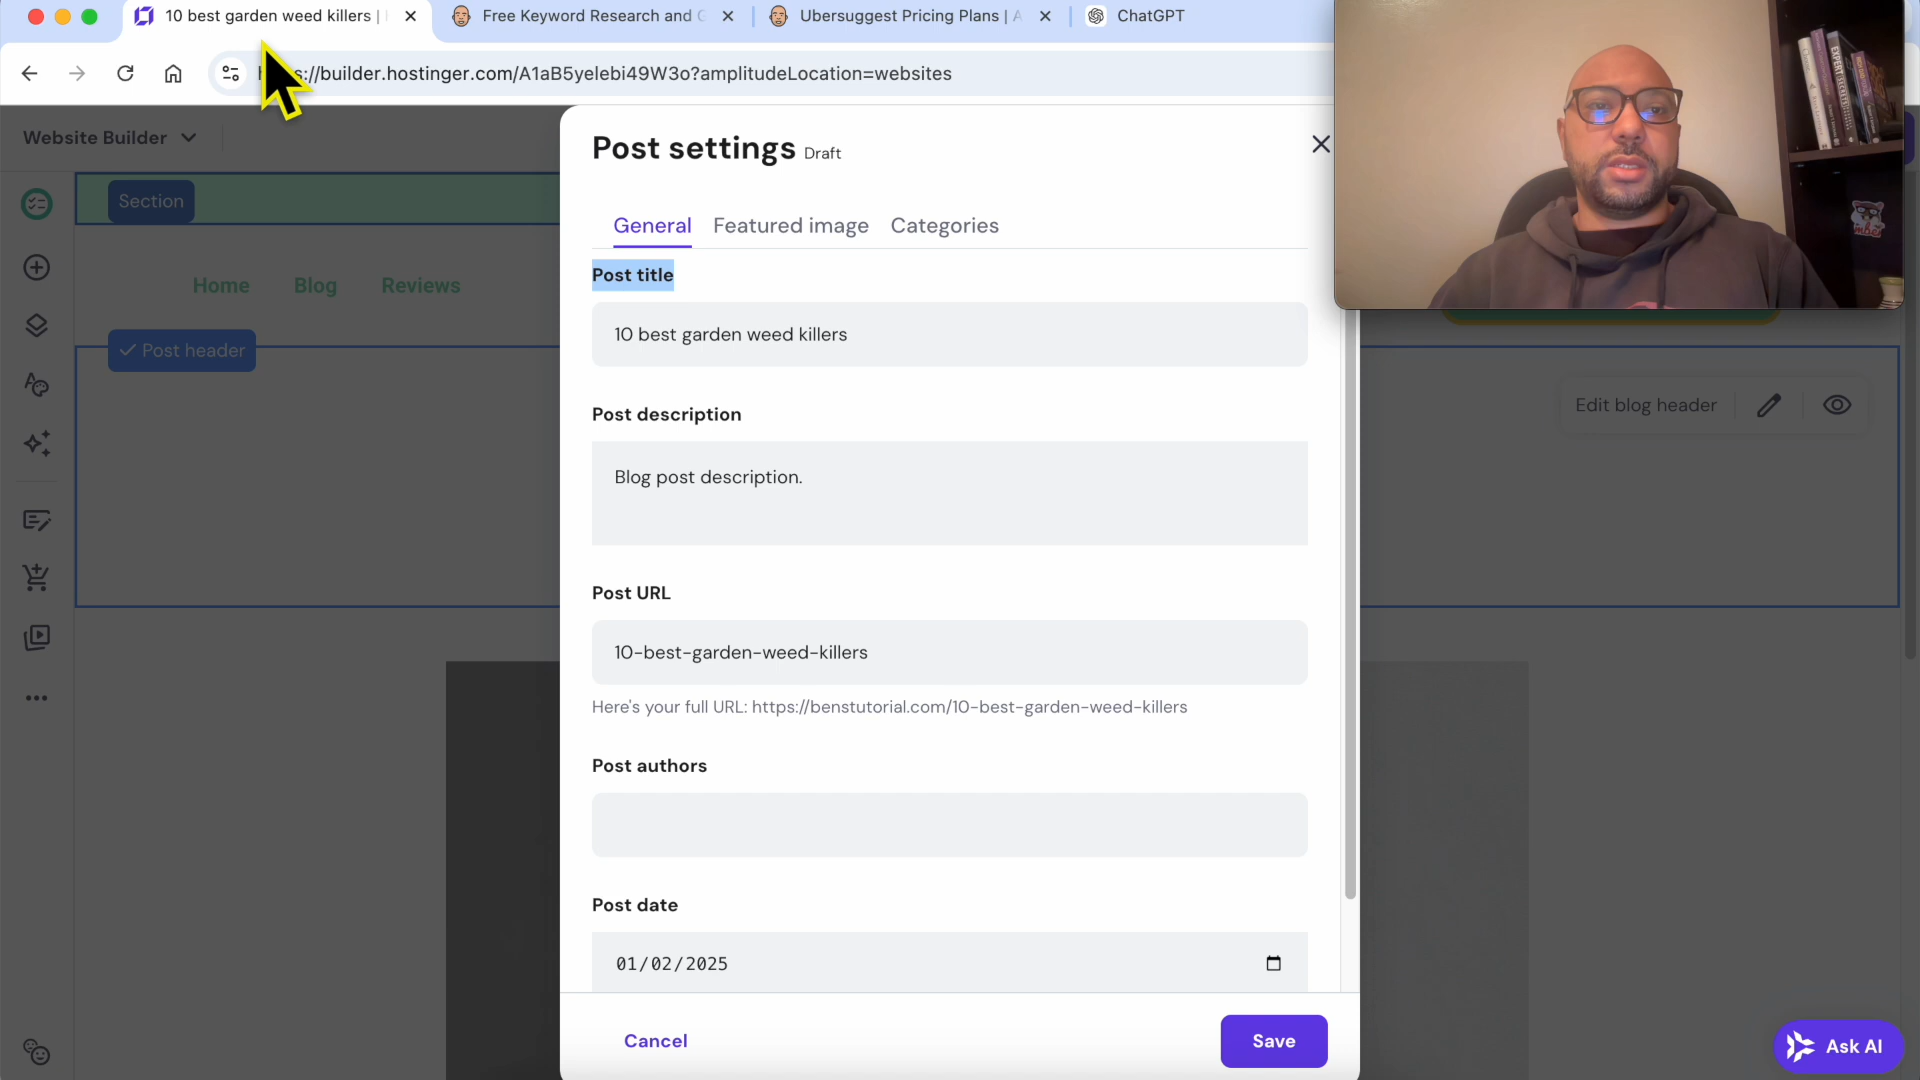 10 best garden weed killers |
Free Keyword Research and
Ubersuggest Pricing Plans | A
ChatGPT
://builder.hostinger.com/A1aB5yelebi49W3o?amplitudeLocation=websites
Website Builder
Post settings Draft
Section
General Featured image Categories
Post title
Home Blog Reviews
10 best garden weed killers
Post header
Edit blog header
Post description
Blog post description.
Post URL
10-best-garden-weed-killers
Here's your full URL: https://benstutorial.com/10-best-garden-weed-killers
Post authors
Post date
01/02/2025
Cancel
Save
Ask AI